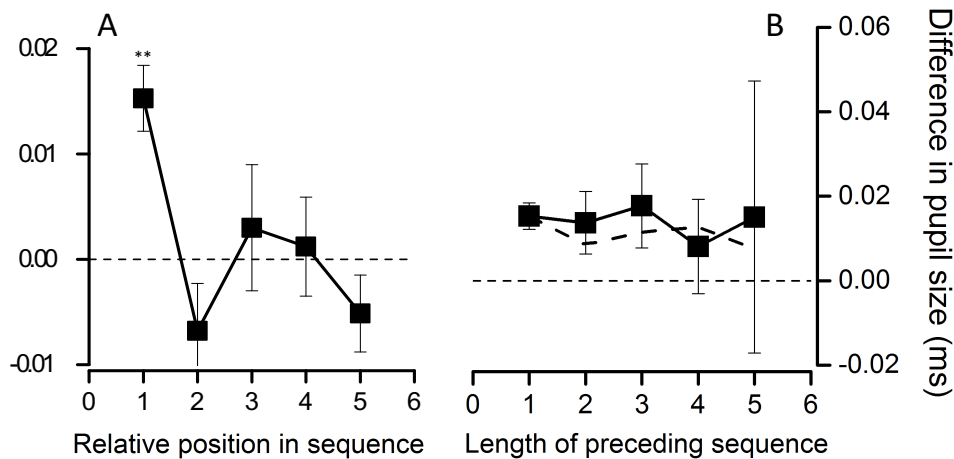 A
0.02
**
0.01
0.00
-0.01
0 1 2 3 4 5 6
Relative position in sequence
B
0.06
0.04
0.02
0.00
-0.02
0 1 2 3 4 5 6
Length of preceding sequence
Difference in pupil size (ms)